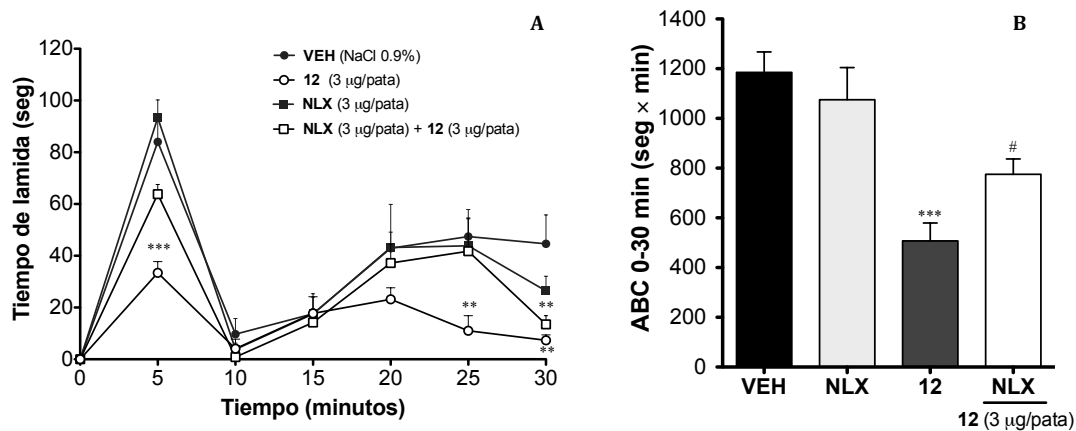 A
VEH (NaCl 0.9%)
12 (3 μg/pata)
NLX (3 μg/pata)
NLX (3 μg/pata) + 12 (3 μg/pata)
Tiempo de lamida (seg)
120
100
80
60
40
20
0
***
**
**
**
0 5 10 15 20 25 30
Tiempo (minutos)
B
ABC 0-30 min (seg × min)
1400
1200
1000
800
600
400
200
0
***
#
VEH NLX 12 NLX
12 (3 μg/pata)